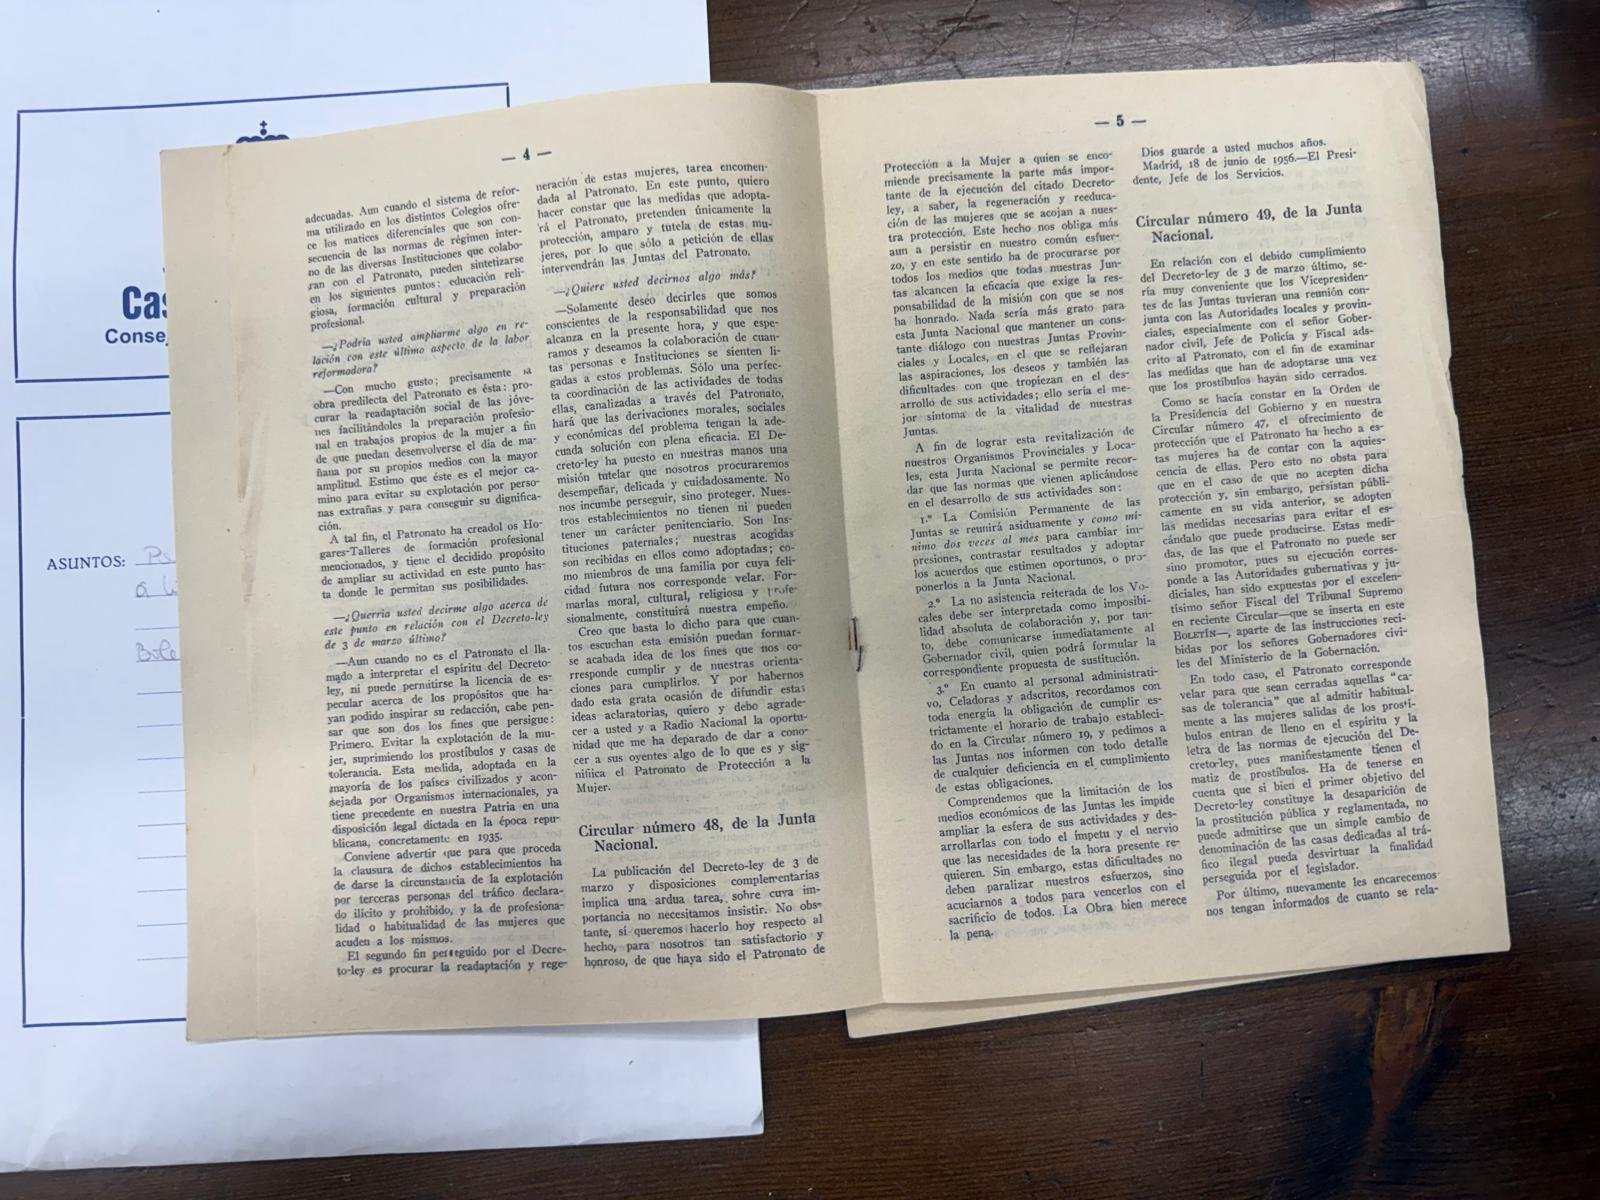 Cas
Conse
ASUNTOS:
— 4 —
adecuadas. Aun cuando el sistema de refor-
ma utilizado en los distintos Colegios ofre-
ce los matices diferenciales que son con-
secuencia de las normas de régimen inter-
no de las diversas Instituciones que colabo-
ran con el Patronato, pueden sintetizarse
en los siguientes puntos: educación reli-
giosa, formación cultural y preparación
profesional.
—¿Podría usted ampliarme algo en re-
lación con este último aspecto de la labor
reformadora?
—Con mucho gusto; precisamente la
obra predilecta del Patronato es ésta: pro-
curar la readaptación social de las jóve-
nes facilitándoles la preparación profesio-
nal en trabajos propios de la mujer a fin
de que puedan desenvolverse el día de ma-
ñana por su propios medios con la mayor
amplitud. Estimo que éste es el mejor ca-
mino para evitar su explotación por perso-
nas extrañas y para conseguir su dignifica-
ción.
A tal fin, el Patronato ha creadol os Ho-
gares-Talleres de formación profesional
mencionados, y tiene el decidido propósito
de ampliar su actividad en este punto has-
ta donde le permitan sus posibilidades.
—¿Querría usted decirme algo acerca de
este punto en relación con el Decreto-ley
de 3 de marzo último?
—Aun cuando no es el Patronato el lla-
mado a interpretar el espíritu del Decreto-
ley, ni puede permitirse la licencia de es-
pecular acerca de los propósitos que ha-
yan podido inspirar su redacción, cabe pen-
sar que son dos los fines que persigue:
Primero. Evitar la explotación de la mu-
jer, suprimiendo los prostíbulos y casas de
tolerancia. Esta medida, adoptada en la
mayoría de los países civilizados y acon-
sejada por Organismos internacionales, ya
tiene precedente en nuestra Patria en una
disposición legal dictada en la época repu-
blicana, concretamente en 1935.
Conviene advertir que para que proceda
la clausura de dichos establecimientos ha
de darse la circunstancia de la explotación
por terceras personas del tráfico declara-
do ilícito y prohibido, y la de profesiona-
lidad o habitualidad de las mujeres que
acuden a los mismos.
El segundo fin perseguido por el Decre-
to-ley es procurar la readaptación y rege-
neración de estas mujeres, tarea encomen-
dada al Patronato. En este punto, quiero
hacer constar que las medidas que adopta-
rá el Patronato, pretenden únicamente la
protección, amparo y tutela de estas mu-
jeres, por lo que sólo a petición de ellas
intervendrán las Juntas del Patronato.
—¿Quiere usted decirnos algo más?
—Solamente deseo decirles que somos
conscientes de la responsabilidad que nos
alcanza en la presente hora, y que espe-
ramos y deseamos la colaboración de cuan-
tas personas e Instituciones se sienten li-
gadas a estos problemas. Sólo una perfec-
ta coordinación de las actividades de todas
ellas, canalizadas a través del Patronato,
hará que las derivaciones morales, sociales
y económicas del problema tengan la ade-
cuada solución con plena eficacia. El De-
creto-ley ha puesto en nuestras manos una
misión tutelar que nosotros procuraremos
desempeñar, delicada y cuidadosamente. No
nos incumbe perseguir, sino proteger. Nues-
tros establecimientos no tienen ni pueden
tener un carácter penitenciario. Son Ins-
tituciones paternales; nuestras acogidas
son recibidas en ellos como adoptadas; co-
mo miembros de una familia por cuya feli-
cidad futura nos corresponde velar. For-
marlas moral, cultural, religiosa y profe-
sionalmente, constituirá nuestro empeño.
Creo que basta lo dicho para que cuan-
tos escuchan esta emisión puedan formar-
se acabada idea de los fines que nos co-
rresponde cumplir y de nuestras orienta-
ciones para cumplirlos. Y por habernos
dado esta grata ocasión de difundir estas
ideas aclaratorias, quiero y debo agrade-
cer a usted y a Radio Nacional la oportu-
nidad que me ha deparado de dar a cono-
cer a sus oyentes algo de lo que es y sig-
nifica el Patronato de Protección a la
Mujer.
Circular número 48, de la Junta
Nacional.
La publicación del Decreto-ley de 3 de
marzo y disposiciones complementarias
implica una ardua tarea, sobre cuya im-
portancia no necesitamos insistir. No obs-
tante, sí queremos hacerlo hoy respecto al
hecho, para nosotros tan satisfactorio y
honroso, de que haya sido el Patronato de
— 5 —
Protección a la Mujer a quien se enco-
miende precisamente la parte más impor-
tante de la ejecución del citado Decreto-
ley, a saber, la regeneración y reeduca-
ción de las mujeres que se acojan a nues-
tra protección. Este hecho nos obliga más
aun a persistir en nuestro común esfuer-
zo, y en este sentido ha de procurarse por
todos los medios que todas nuestras Jun-
tas alcancen la eficacia que exige la res-
ponsabilidad de la misión con que se nos
ha honrado. Nada sería más grato para
esta Junta Nacional que mantener un cons-
tante diálogo con nuestras Juntas Provin-
ciales y Locales, en el que se reflejaran
las aspiraciones, los deseos y también las
dificultades con que tropiezan en el des-
arrollo de sus actividades; ello sería el me-
jor síntoma de la vitalidad de nuestras
Juntas.
A fin de lograr esta revitalización de
nuestros Organismos Provinciales y Loca-
les, esta Junta Nacional se permite recor-
dar que las normas que vienen aplicándose
en el desarrollo de sus actividades son:
1.º La Comisión Permanente de las
Juntas se reunirá asiduamente y como mí-
nimo dos veces al mes para cambiar im-
presiones, contrastar resultados y adoptar
los acuerdos que estimen oportunos, o pro-
ponerlos a la Junta Nacional.
2.º La no asistencia reiterada de los Vo-
cales debe ser interpretada como imposibi-
lidad absoluta de colaboración y, por tan-
to, debe comunicarse inmediatamente al
Gobernador civil, quien podrá formular la
correspondiente propuesta de sustitución.
3.º En cuanto al personal administrati-
vo, Celadoras y adscritos, recordamos con
toda energía la obligación de cumplir es-
trictamente el horario de trabajo estableci-
do en la Circular número 19, y pedimos a
las Juntas nos informen con todo detalle
de cualquier deficiencia en el cumplimiento
de estas obligaciones.
Comprendemos que la limitación de los
medios económicos de las Juntas les impide
ampliar la esfera de sus actividades y des-
arrollarlas con todo el ímpetu y el nervio
que las necesidades de la hora presente re-
quieren. Sin embargo, estas dificultades no
deben paralizar nuestros esfuerzos, sino
acuciarnos a todos para vencerlos con el
sacrificio de todos. La Obra bien merece
la pena.
Dios guarde a usted muchos años.
Madrid, 18 de junio de 1956.—El Presi-
dente, Jefe de los Servicios.
Circular número 49, de la Junta
Nacional.
En relación con el debido cumplimiento
del Decreto-ley de 3 de marzo último, se-
ría muy conveniente que los Vicepresiden-
tes de las Juntas tuvieran una reunión con-
junta con las Autoridades locales y provin-
ciales, especialmente con el señor Gober-
nador civil, Jefe de Policía y Fiscal ads-
crito al Patronato, con el fin de examinar
las medidas que han de adoptarse una vez
que los prostíbulos hayán sido cerrados.
Como se hacía constar en la Orden de
la Presidencia del Gobierno y en nuestra
Circular número 47, el ofrecimiento de
protección que el Patronato ha hecho a es-
tas mujeres ha de contar con la aquies-
cencia de ellas. Pero esto no obsta para
que en el caso de que no acepten dicha
protección y, sin embargo, persistan públi-
camente en su vida anterior, se adopten
las medidas necesarias para evitar el es-
cándalo que puede producirse. Estas medi-
das, de las que el Patronato no puede ser
sino promotor, pues su ejecución corres-
ponde a las Autoridades gubernativas y ju-
diciales, han sido expuestas por el excelen-
tísimo señor Fiscal del Tribunal Supremo
en reciente Circular—que se inserta en este
BOLETÍN—, aparte de las instrucciones reci-
bidas por los señores Gobernadores civi-
les del Ministerio de la Gobernación.
En todo caso, el Patronato corresponde
velar para que sean cerradas aquellas "ca-
sas de tolerancia" que al admitir habitual-
mente a las mujeres salidas de los prostí-
bulos entran de lleno en el espíritu y la
letra de las normas de ejecución del De-
creto-ley, pues manifiestamente tienen el
matiz de prostíbulos. Ha de tenerse en
cuenta que si bien el primer objetivo del
Decreto-ley constituye la desaparición de
la prostitución pública y reglamentada, no
puede admitirse que un simple cambio de
denominación de las casas dedicadas al trá-
fico ilegal pueda desvirtuar la finalidad
perseguida por el legislador.
Por último, nuevamente les encarecemos
nos tengan informados de cuanto se rela-